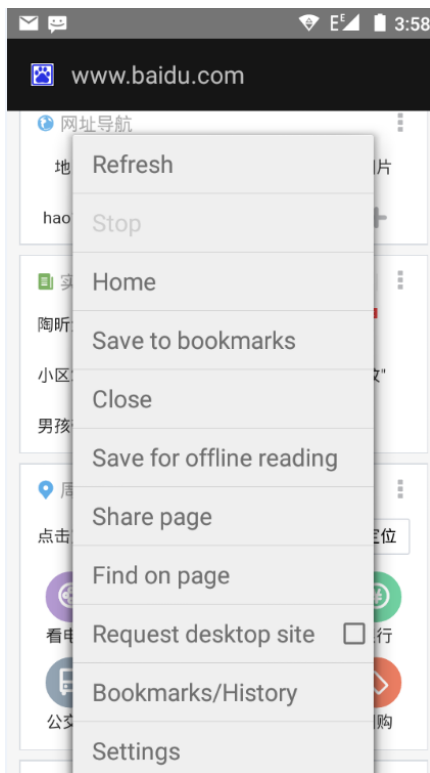 E E 3:58
www.baidu.com
网址导航
地
片
Refresh
hao
Stop
Home
陶昕
Save to bookmarks
小区
Close
男孩
Save for offline reading
Share page
点击
定位
Find on page
看电
行
Request desktop site
Bookmarks/History
公交
购
Settings